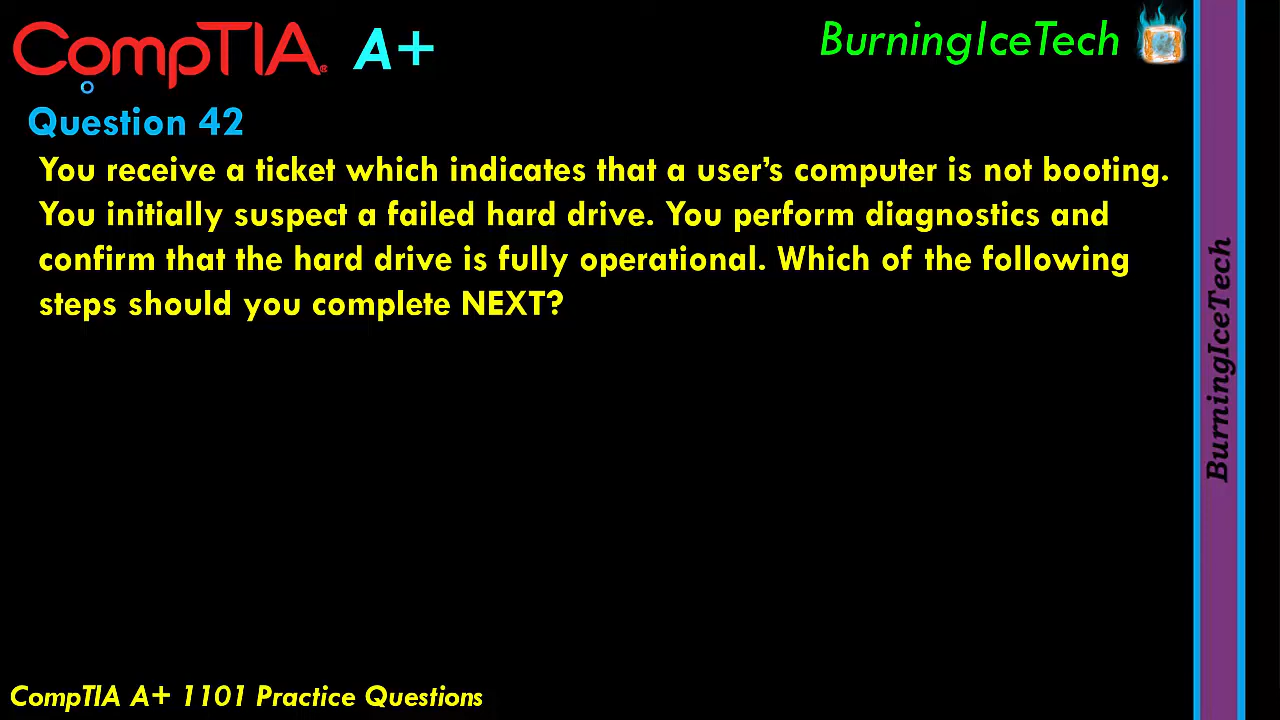 CompTIA® A+
BurningIceTech
Question 42
You receive a ticket which indicates that a user's computer is not booting.
You initially suspect a failed hard drive. You perform diagnostics and
confirm that the hard drive is fully operational. Which of the following
steps should you complete NEXT?
BurningIceTech
CompTIA A+ 1101 Practice Questions